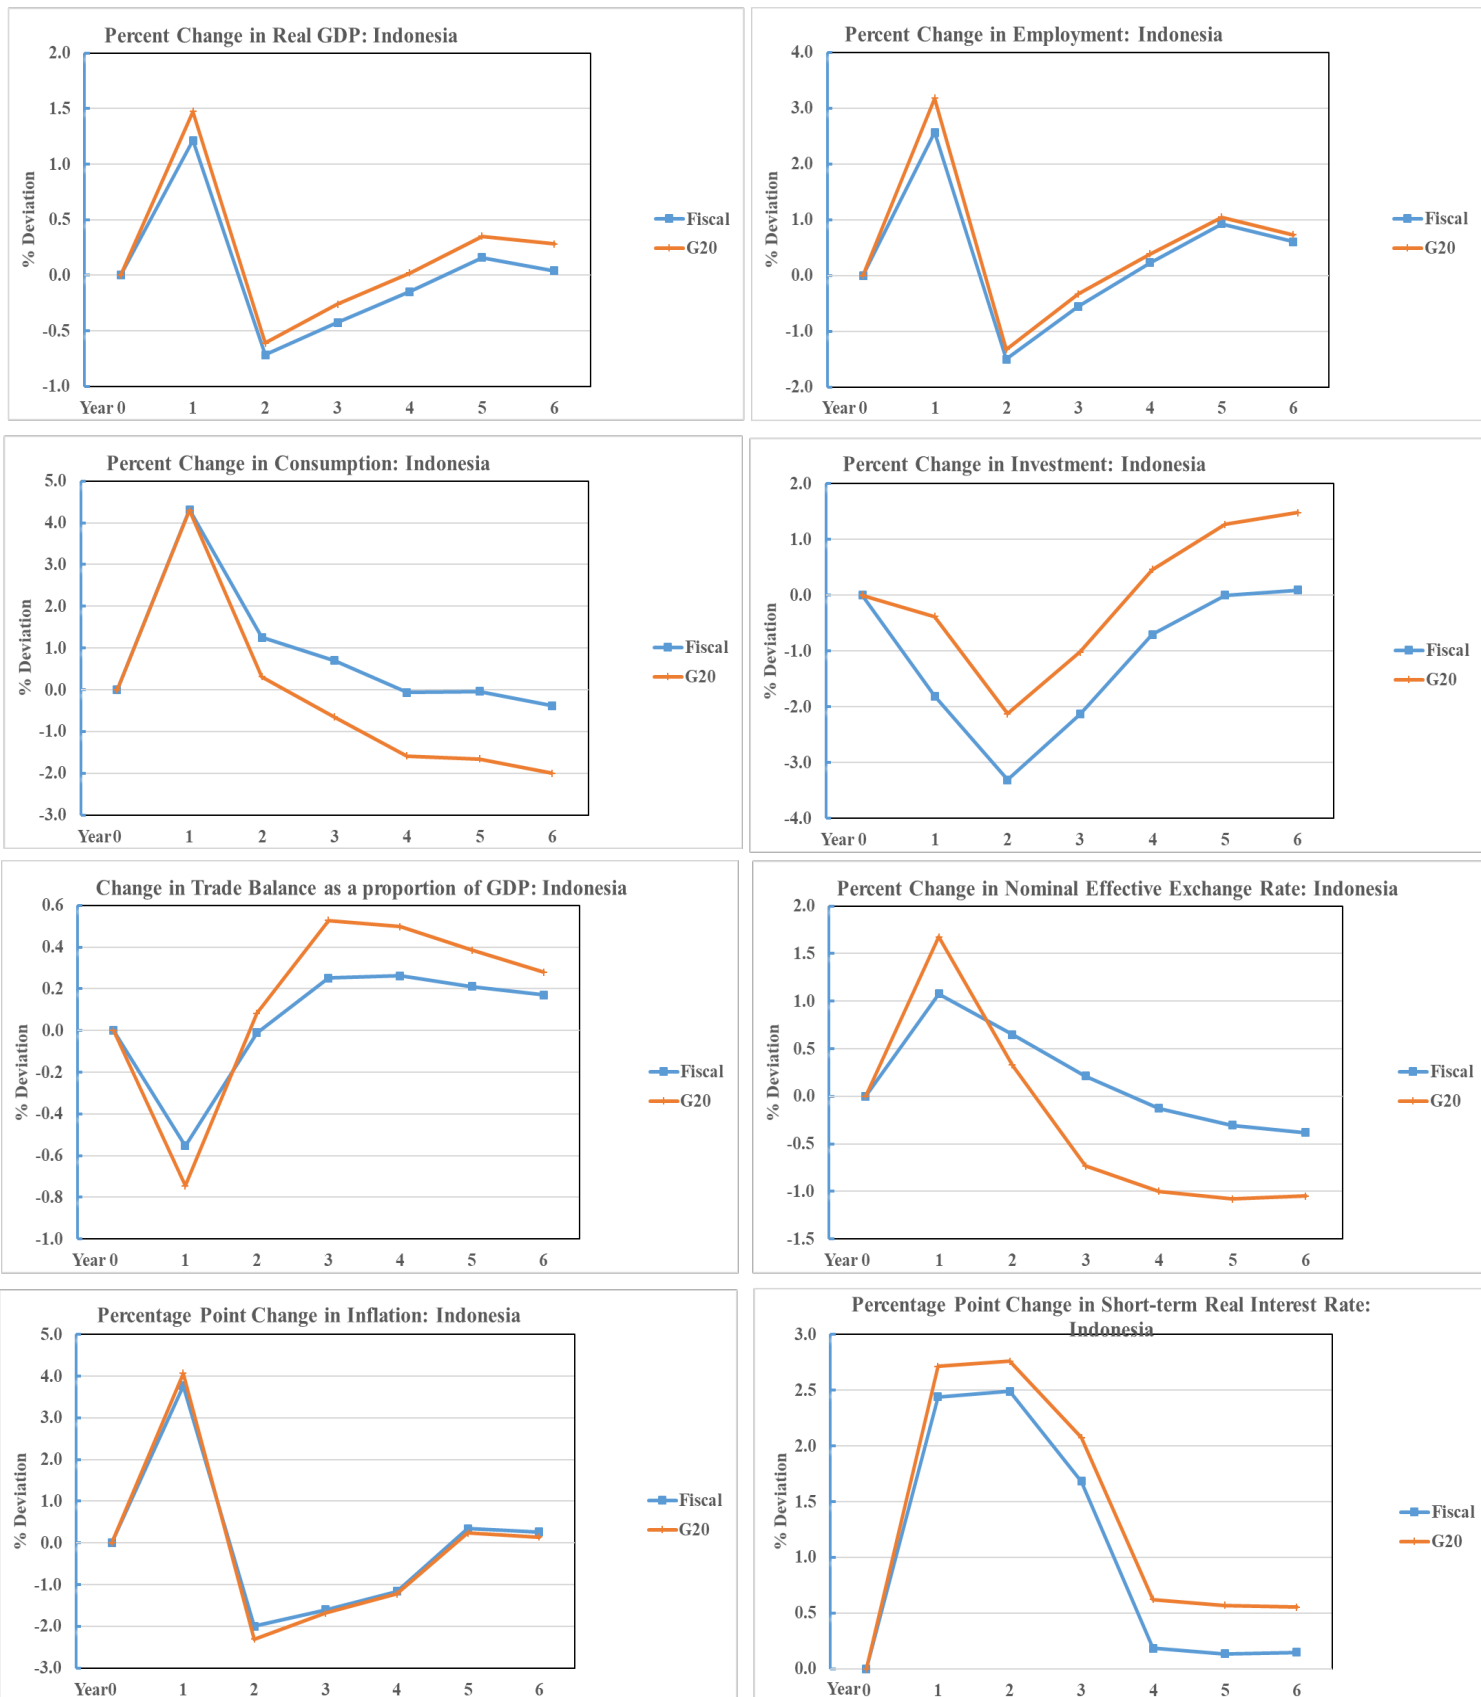 Percent Change in Real GDP: Indonesia
2.0
1.5
1.0
0.5
0.0
-0.5
-1.0
% Deviation
Year 0 1 2 3 4 5 6
Fiscal
G20
Percent Change in Employment: Indonesia
4.0
3.0
2.0
1.0
0.0
-1.0
-2.0
% Deviation
Year 0 1 2 3 4 5 6
Fiscal
G20
Percent Change in Consumption: Indonesia
5.0
4.0
3.0
2.0
1.0
0.0
-1.0
-2.0
-3.0
% Deviation
Year 0 1 2 3 4 5 6
Fiscal
G20
Percent Change in Investment: Indonesia
2.0
1.0
0.0
-1.0
-2.0
-3.0
-4.0
% Deviation
Year 0 1 2 3 4 5 6
Fiscal
G20
Change in Trade Balance as a proportion of GDP: Indonesia
0.6
0.4
0.2
0.0
-0.2
-0.4
-0.6
-0.8
-1.0
% Deviation
Year 0 1 2 3 4 5 6
Fiscal
G20
Percent Change in Nominal Effective Exchange Rate: Indonesia
2.0
1.5
1.0
0.5
0.0
-0.5
-1.0
-1.5
% Deviation
Year 0 1 2 3 4 5 6
Fiscal
G20
Percentage Point Change in Inflation: Indonesia
5.0
4.0
3.0
2.0
1.0
0.0
-1.0
-2.0
-3.0
% Deviation
Year 0 1 2 3 4 5 6
Fiscal
G20
Percentage Point Change in Short-term Real Interest Rate:
Indonesia
3.0
2.5
2.0
1.5
1.0
0.5
0.0
% Deviation
Year 0 1 2 3 4 5 6
Fiscal
G20